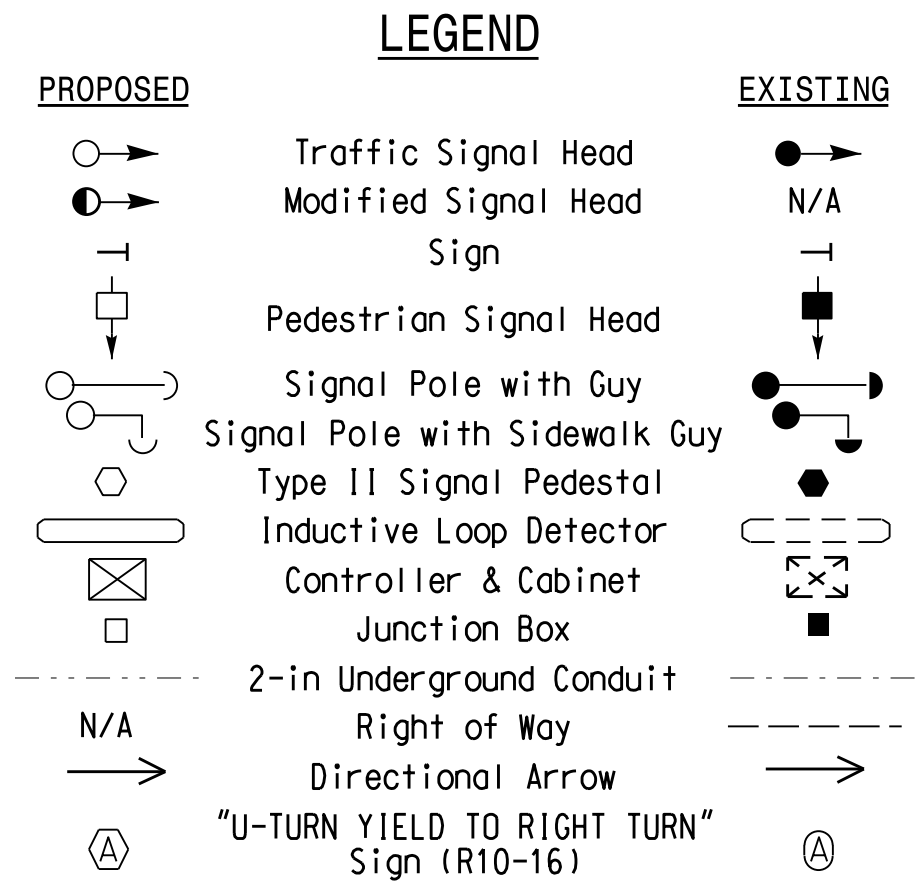 LEGEND
PROPOSED EXISTING
Traffic Signal Head
Modified Signal Head N/A
Sign
Pedestrian Signal Head
Signal Pole with Guy
Signal Pole with Sidewalk Guy
Type II Signal Pedestal
Inductive Loop Detector
Controller & Cabinet
Junction Box
2-in Underground Conduit
N/A Right of Way
Directional Arrow
"U-TURN YIELD TO RIGHT TURN"
A Sign (R10-16) A